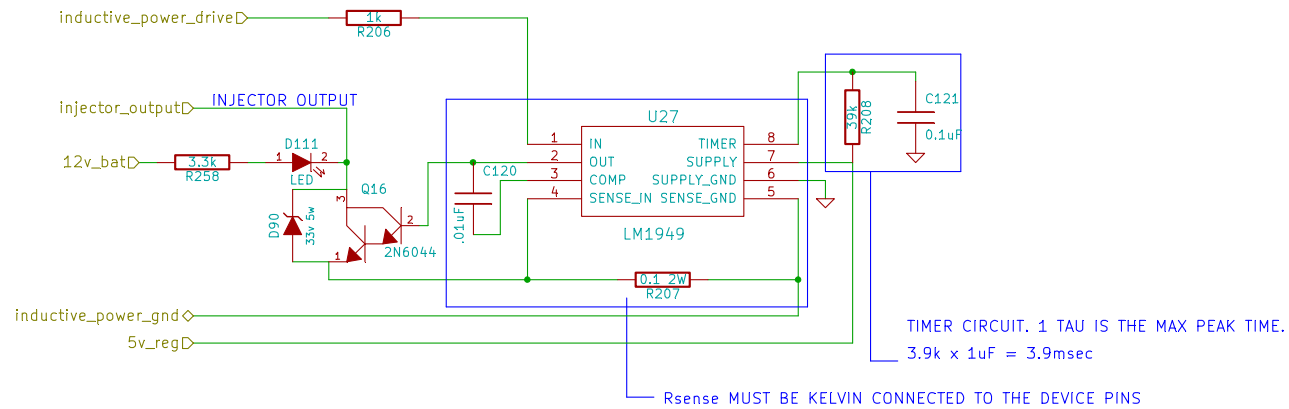 inductive_power_drive
1k
R206
injector_output
INJECTOR OUTPUT
12v_bat
3.3k
R258
D111
1
2
LED
Q16
3
2
1
2N6044
D90
33v 5w
C120
.01uF
U27
1
IN
2
OUT
3
COMP
4
SENSE_IN
TIMER
8
SUPPLY
7
SUPPLY_GND
6
SENSE_GND
5
LM1949
39k
R208
C121
0.1uF
0.1 2W
R207
inductive_power_gnd
5v_reg
TIMER CIRCUIT. 1 TAU IS THE MAX PEAK TIME.
3.9k x 1uF = 3.9msec
Rsense MUST BE KELVIN CONNECTED TO THE DEVICE PINS